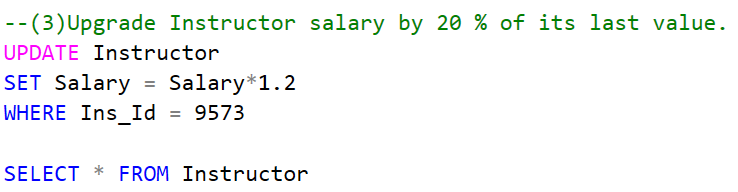 --(3)Upgrade Instructor salary by 20 % of its last value.
UPDATE Instructor
SET Salary = Salary*1.2
WHERE Ins_Id = 9573
SELECT * FROM Instructor